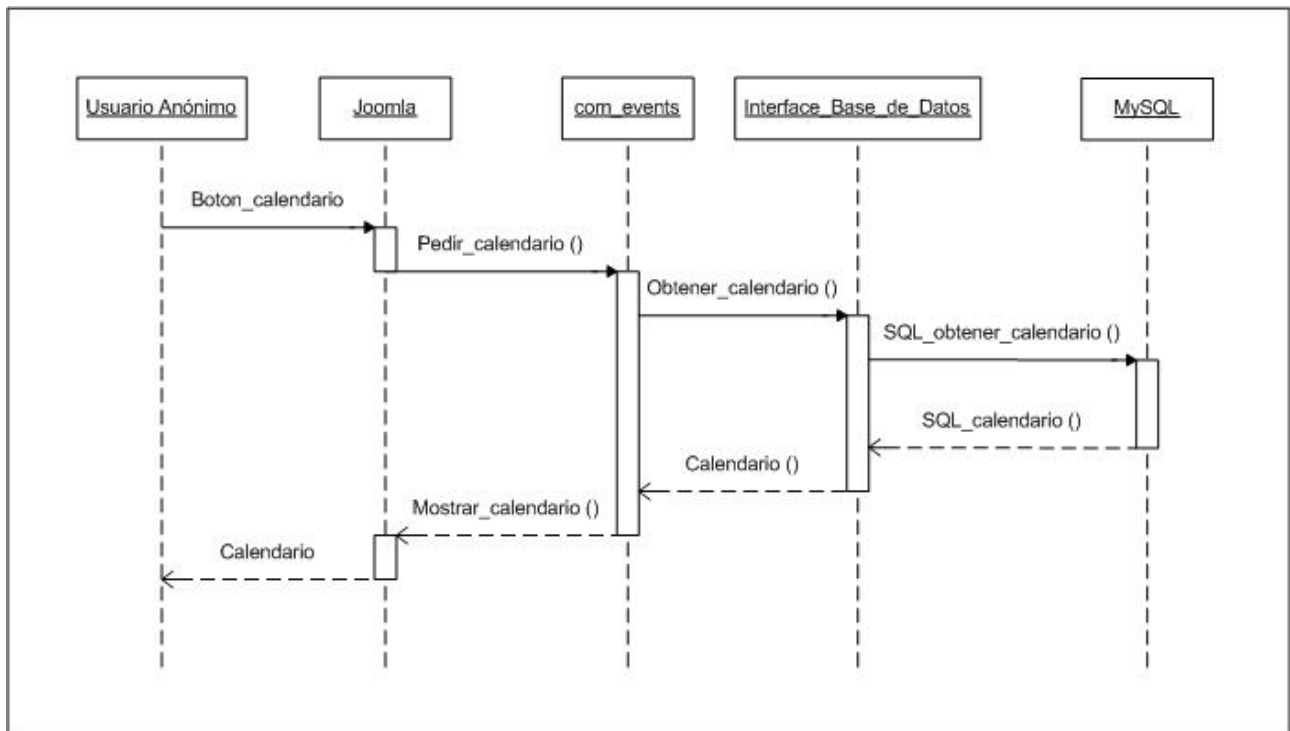 Usuario Anónimo
Joomla
com_events
Interface_Base_de_Datos
MySQL
Boton_calendario
Pedir_calendario ()
Obtener_calendario ()
SQL_obtener_calendario ()
SQL_calendario ()
Calendario ()
Mostrar_calendario ()
Calendario